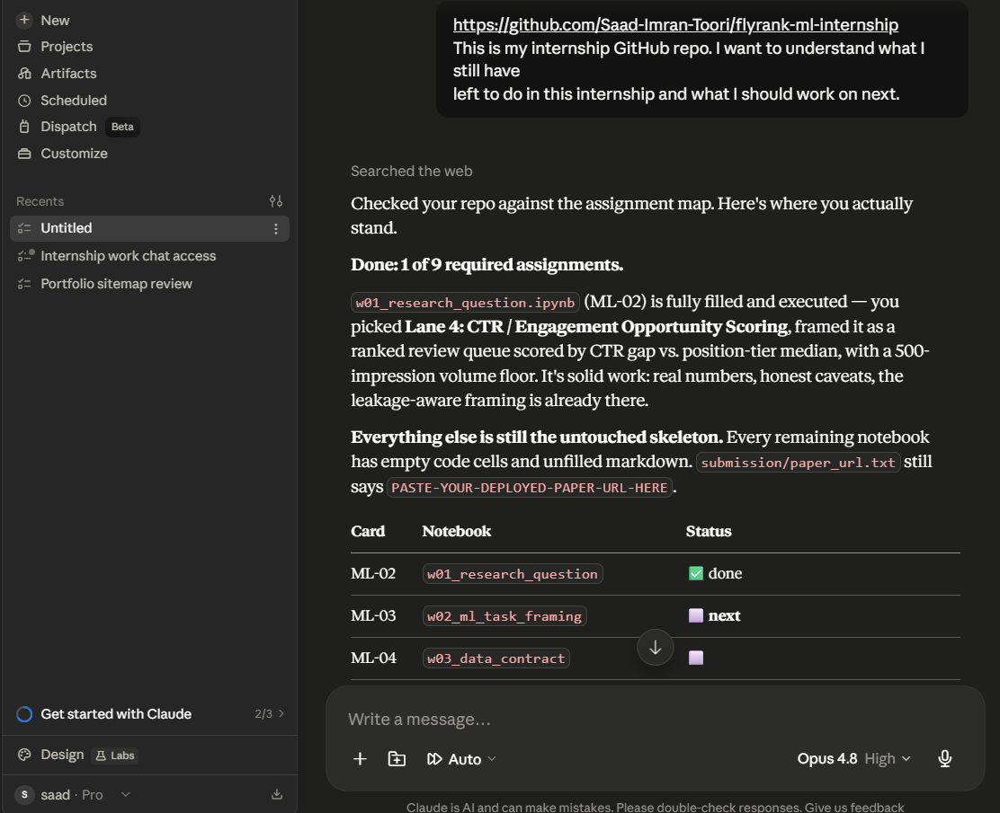 New
Projects
Artifacts
Scheduled
Dispatch Beta
Customize
Recents
Untitled
Internship work chat access
Portfolio sitemap review
Get started with Claude 2/3
Design Labs
S saad · Pro
https://github.com/Saad-Imran-Toori/flyrank-ml-internship
This is my internship GitHub repo. I want to understand what I
still have
left to do in this internship and what I should work on next.
Searched the web
Checked your repo against the assignment map. Here's where you actually
stand.
Done: 1 of 9 required assignments.
w01_research_question.ipynb (ML-02) is fully filled and executed — you
picked Lane 4: CTR / Engagement Opportunity Scoring, framed it as a
ranked review queue scored by CTR gap vs. position-tier median, with a 500-
impression volume floor. It's solid work: real numbers, honest caveats, the
leakage-aware framing is already there.
Everything else is still the untouched skeleton. Every remaining notebook
has empty code cells and unfilled markdown. submission/paper_url.txt still
says PASTE-YOUR-DEPLOYED-PAPER-URL-HERE.
Card Notebook Status
ML-02 w01_research_question ✅ done
ML-03 w02_ml_task_framing next
ML-04 w03_data_contract
Write a message...
Auto Opus 4.8 High
Claude is AI and can make mistakes. Please double-check responses. Give us feedback